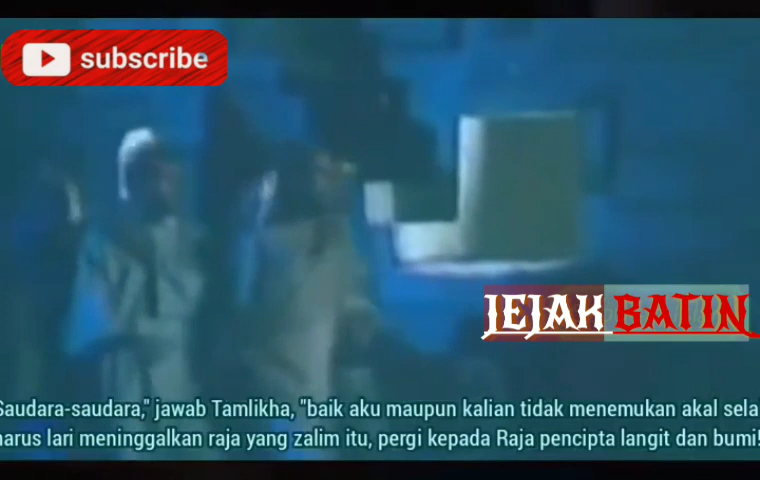 subscribe
JEJAK BATIN
Saudara-saudara," jawab Tamlikha, "baik aku maupun kalian tidak menemukan akal sela
harus lari meninggalkan raja yang zalim itu, pergi kepada Raja pencipta langit dan bumi!